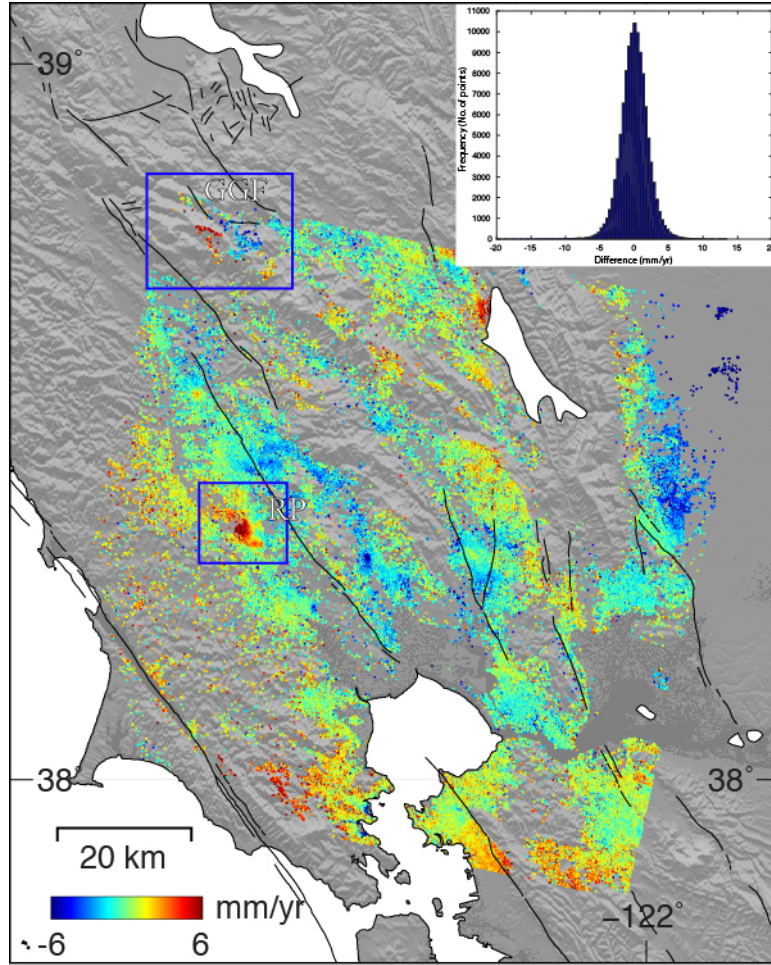 39°
11000
10000
9000
8000
7000
6000
5000
4000
3000
2000
1000
0
Frequency (No. of points)
-20 -15 -10 -5 0 5 10 15 20
Difference (mm/yr)
GGF
RP
38° 38°
20 km
mm/yr
-6 6
-122°